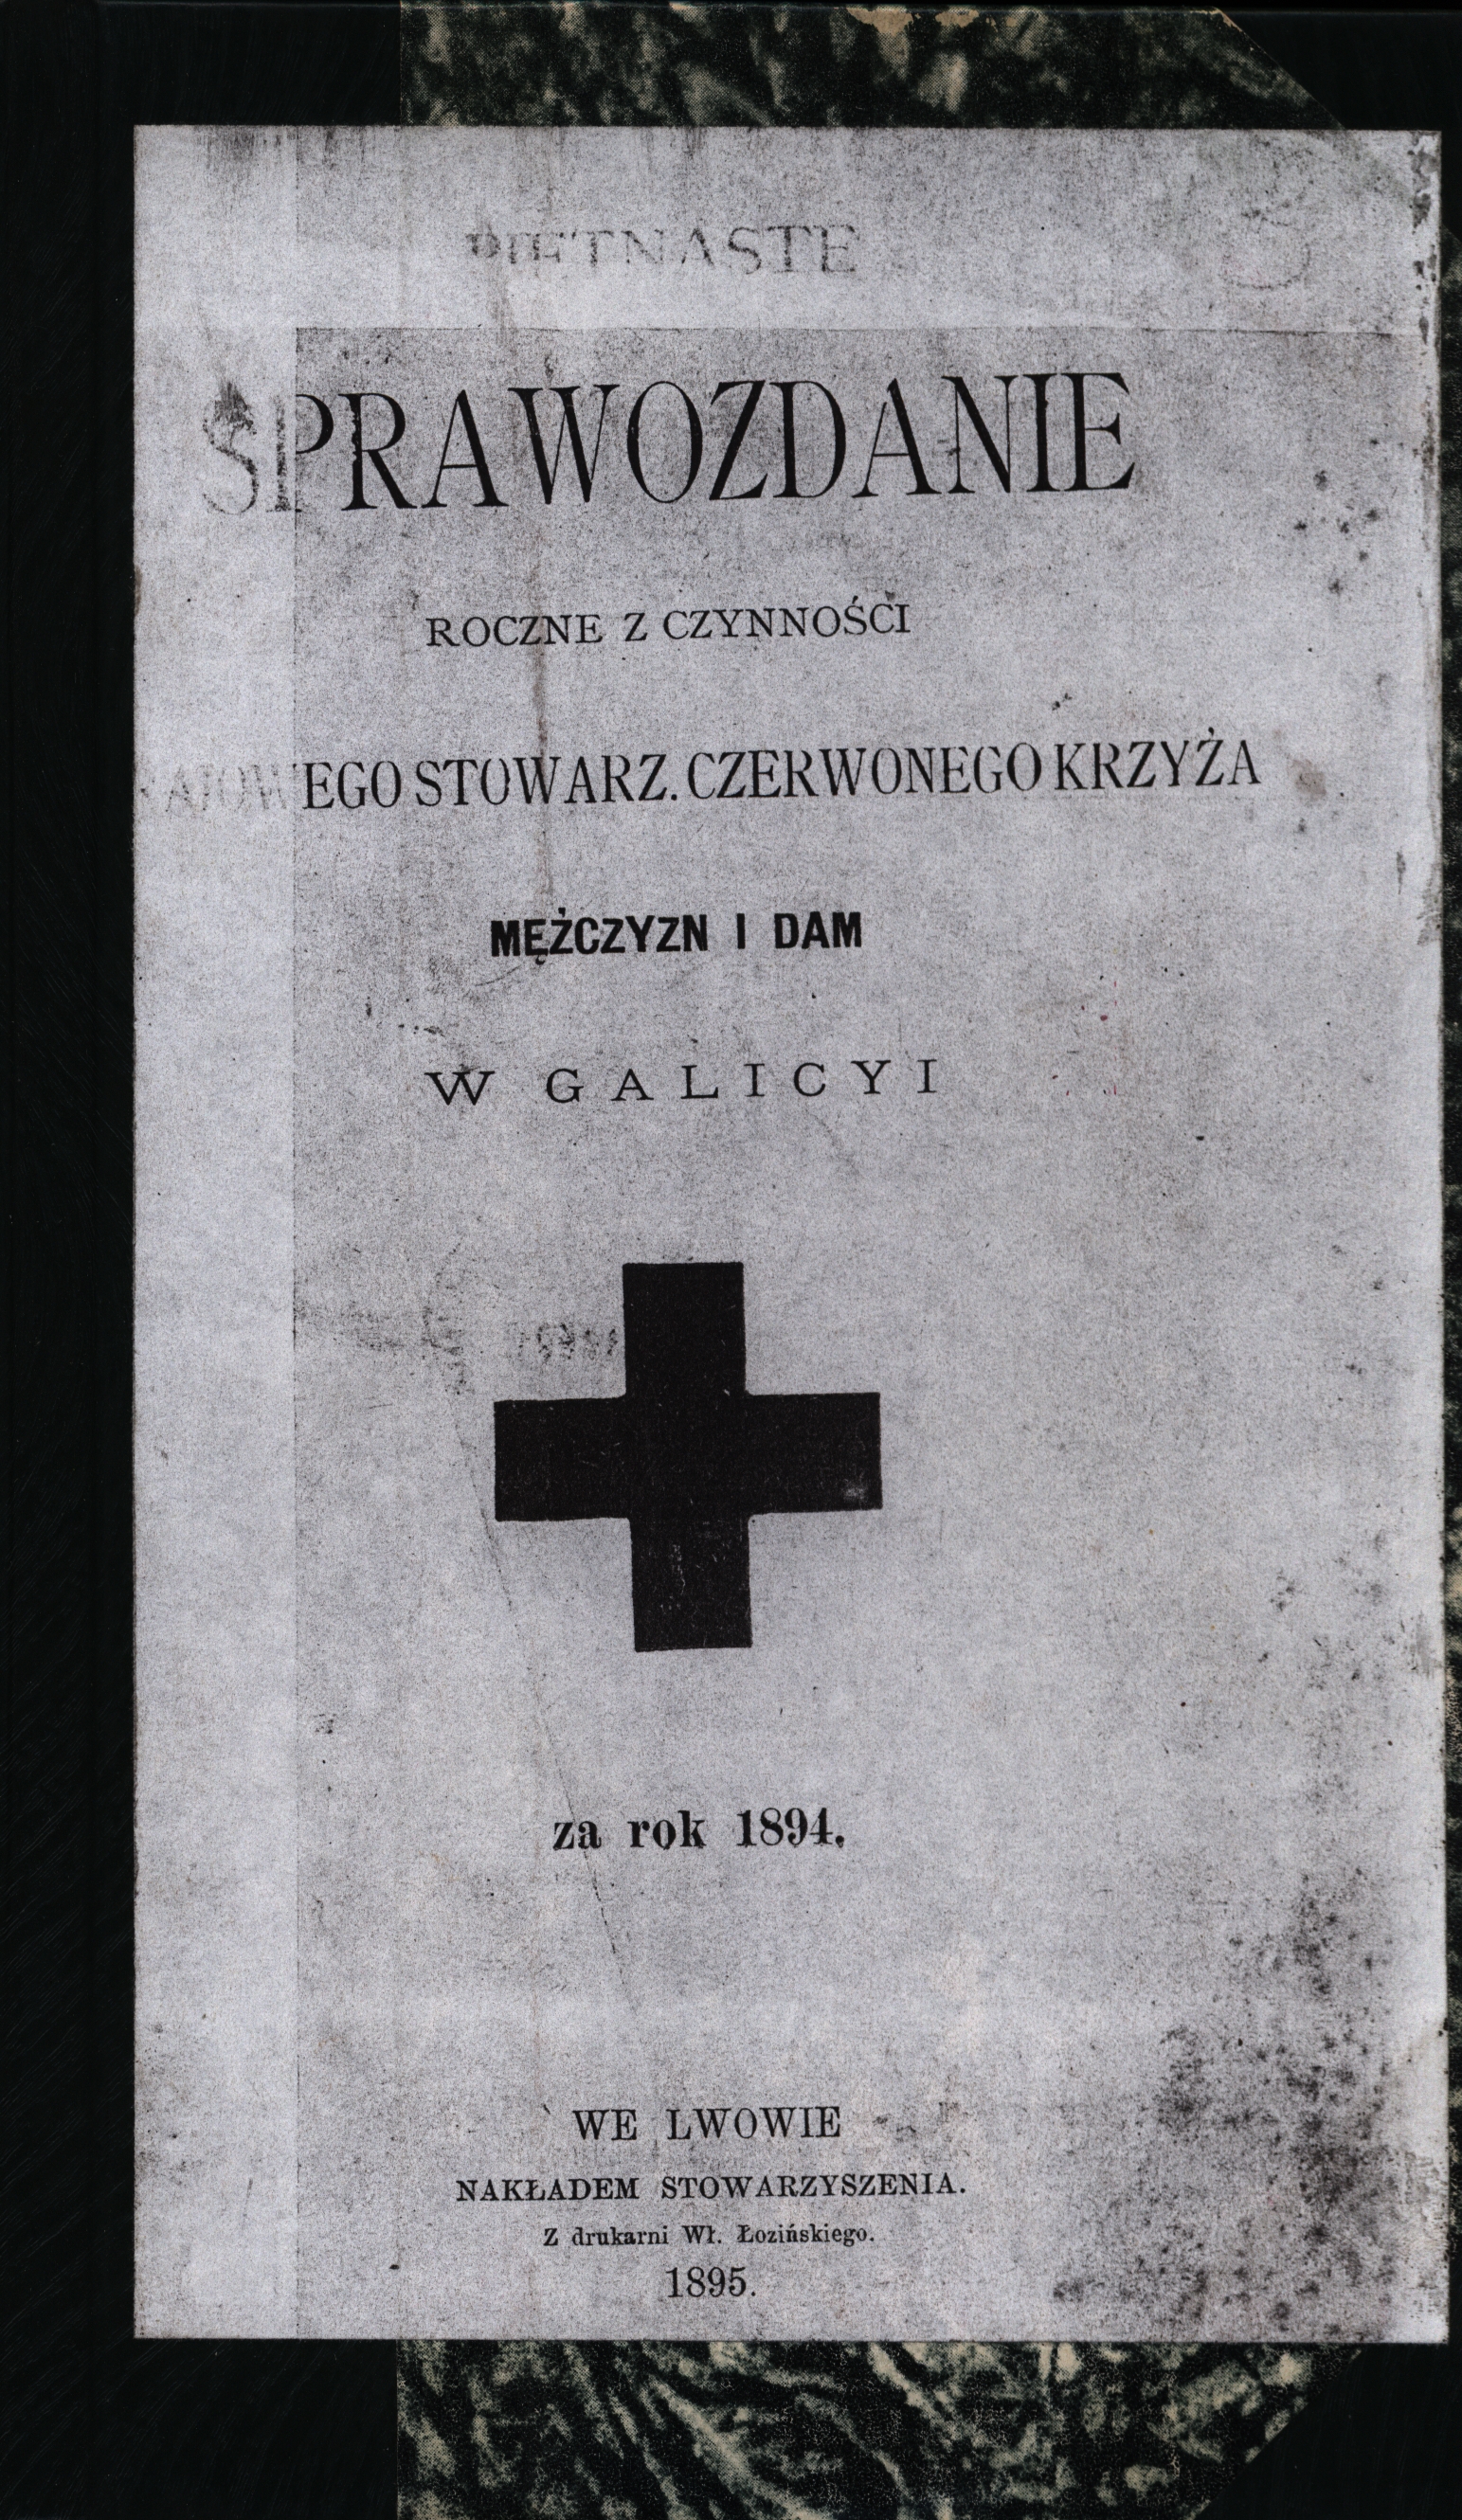 PIĘTNASTE
SPRAWOZDANIE
ROCZNE Z CZYNNOŚCI
KRAJOWEGO STOWARZ. CZERWONEGO KRZYŻA
MĘŻCZYZN I DAM
W GALICYI
za rok 1894.
WE LWOWIE
NAKŁADEM STOWARZYSZENIA.
Z drukarni Wł. Łozińskiego.
1895.